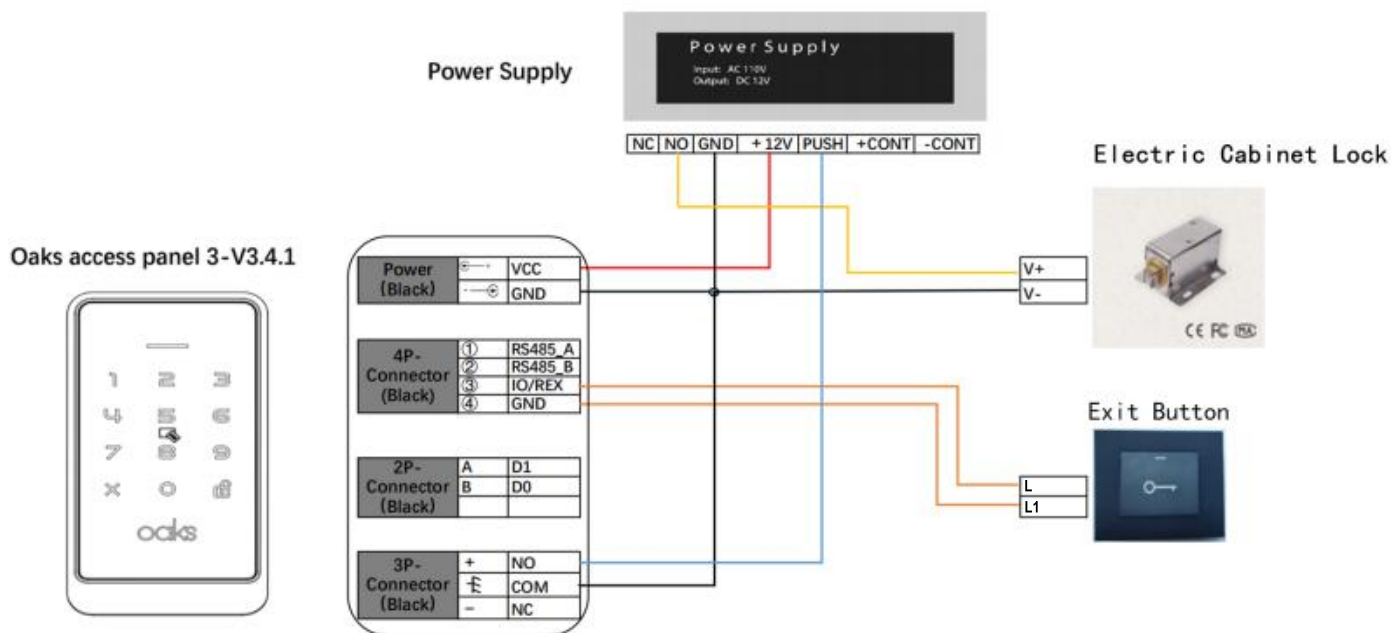 Power Supply
Power Supply
Input: AC 110V
Output: DC 12V
NC NO GND +12V PUSH +CONT -CONT
Electric Cabinet Lock
V+
V-
CE FC MA
Oaks access panel 3-V3.4.1
1 2 3
4 5 6
7 8 9
× 0
oaks
Power
(Black)
VCC
GND
4P-
Connector
(Black)
① RS485_A
② RS485_B
③ IO/REX
④ GND
2P-
Connector
(Black)
A D1
B D0
3P-
Connector
(Black)
+ NO
COM
– NC
Exit Button
L
L1